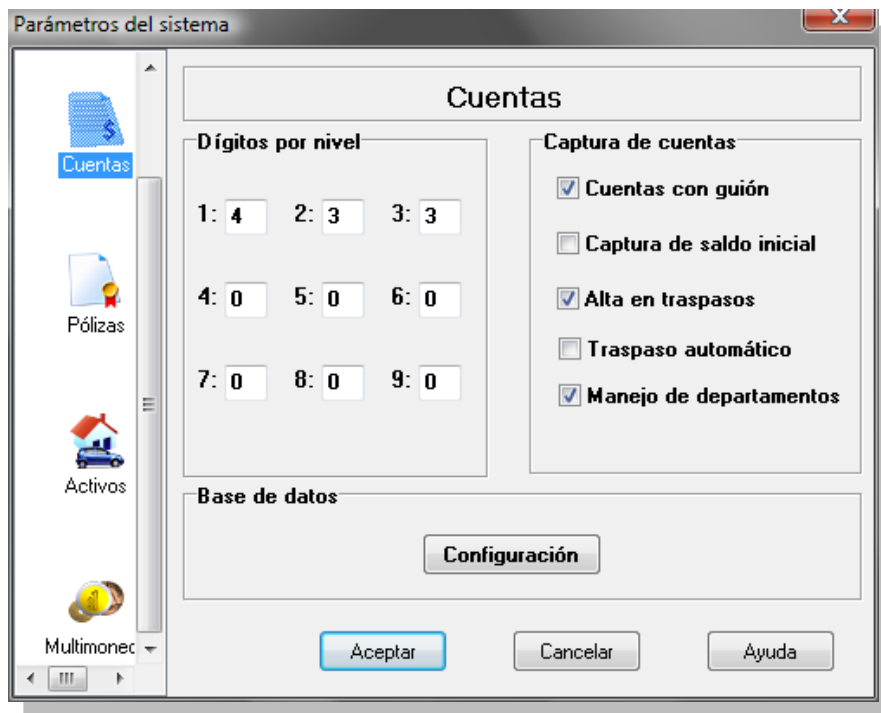 Parámetros del sistema
Cuentas
Pólizas
Activos
Multimonec
Cuentas
Dígitos por nivel
1: 4 2: 3 3: 3
4: 0 5: 0 6: 0
7: 0 8: 0 9: 0
Captura de cuentas
Cuentas con guión
Captura de saldo inicial
Alta en traspasos
Traspaso automático
Manejo de departamentos
Base de datos
Configuración
Aceptar Cancelar Ayuda